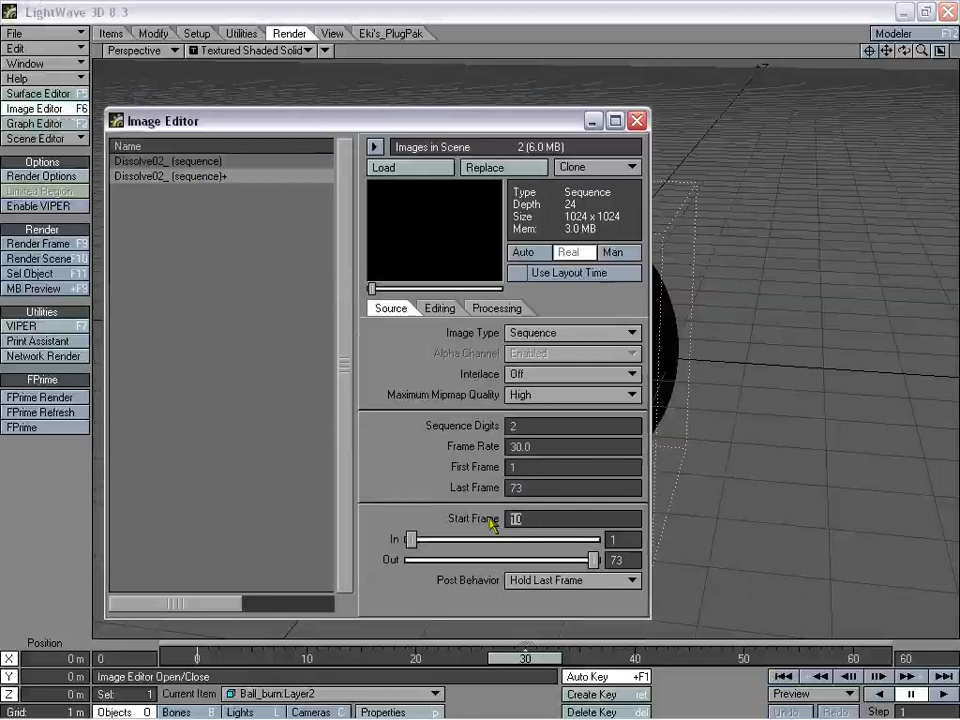 LightWave 3D 8.3
File
Items Modify Setup Utilities Render View Eki's_PlugPak
Modeler F12
Edit
Perspective Textured Shaded Solid
Window
Help
Surface Editor F5
Image Editor F6
Graph Editor
Scene Editor
Options
Render Options
Limited Region
Enable VIPER
Render
Render Frame F9
Render Scene F10
Sel Object F11
MB Preview +F9
Utilities
VIPER F7
Print Assistant
Network Render
FPrime
FPrime Render
FPrime Refresh
FPrime
Image Editor
Name
Dissolve02_ (sequence)
Dissolve02_ (sequence)+
Images in Scene 2 (6.0 MB)
Load Replace Clone
Type Sequence
Depth 24
Size 1024 x 1024
Mem: 3.0 MB
Auto Real Man
Use Layout Time
Source Editing Processing
Image Type Sequence
Alpha Channel Enabled
Interlace Off
Maximum Mipmap Quality High
Sequence Digits 2
Frame Rate 30.0
First Frame 1
Last Frame 73
Start Frame 10
In 1
Out 73
Post Behavior Hold Last Frame
Position
X 0 m 0 0 10 20 30 40 50 60 60
Y 0 m Image Editor Open/Close Auto Key +F1
Z 0 m Sel: 1 Current Item Ball_burn:Layer2 Create Key ret Preview
Grid: 1 m Objects O Bones B Lights L Cameras C Properties p Delete Key del Undo Redo Step 1